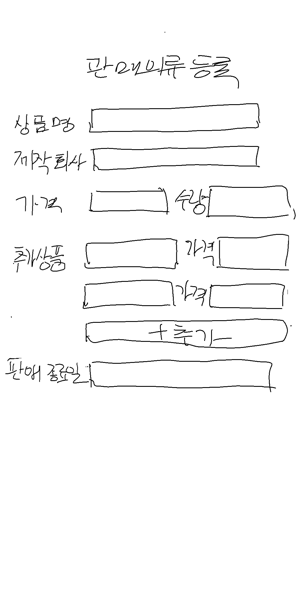 판매의류 등록
상품명
제작회사
가격 수량
추가상품 가격
가격
+ 추가
판매 종료일